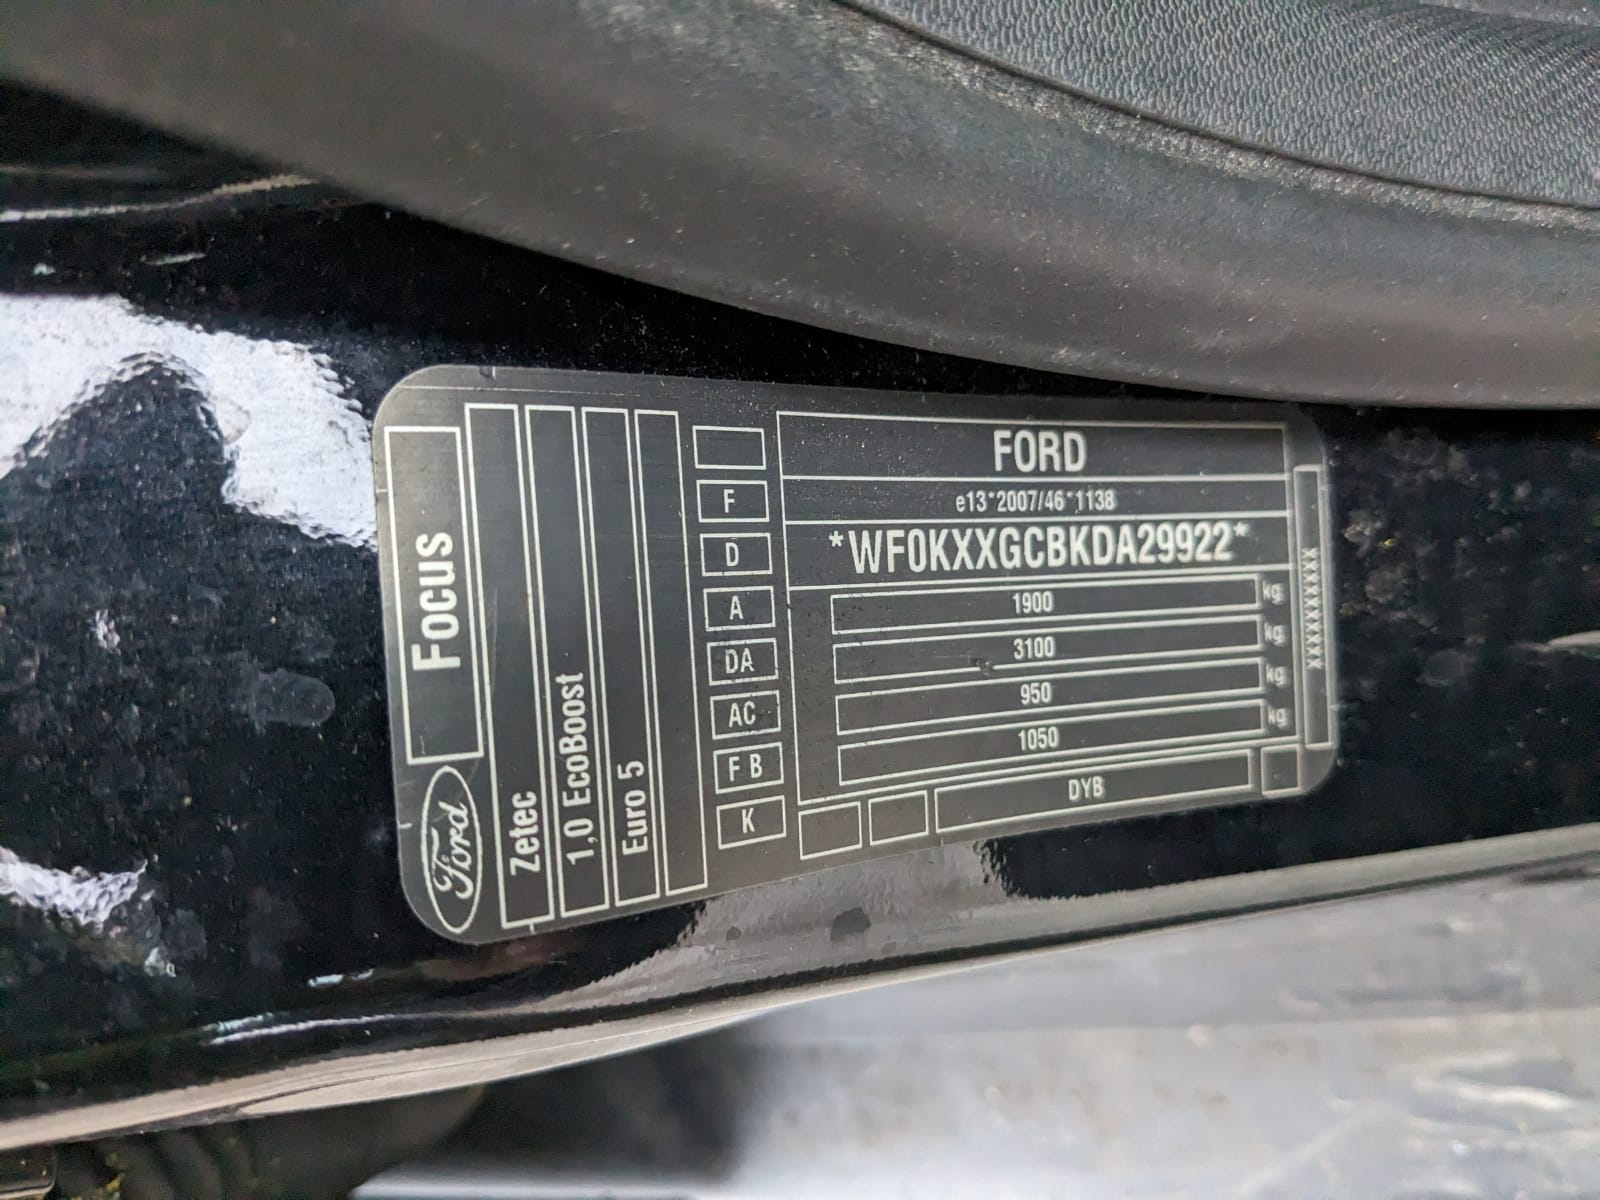 FORD
e13*2007/46*1138
*WF0KXXGCBKDA29922*
1900 kg
3100 kg
950 kg
1050 kg
DYB
XXXXXXXXXX
F
D
A
DA
AC
F B
K
Ford
Focus
Zetec
1,0 EcoBoost
Euro 5